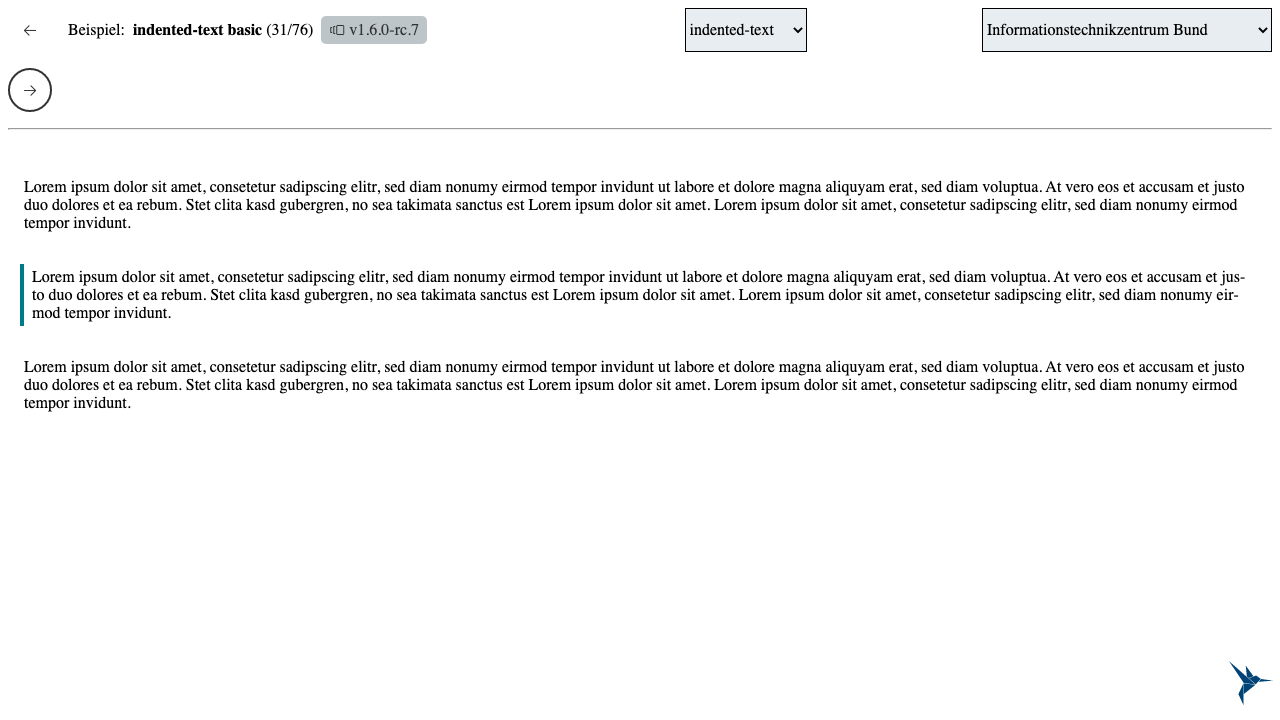 Beispiel: indented-text basic (31/76) v1.6.0-rc.7 indented-text Informationstechnikzentrum Bund
Lorem ipsum dolor sit amet, consetetur sadipscing elitr, sed diam nonumy eirmod tempor invidunt ut labore et dolore magna aliquyam erat, sed diam voluptua. At vero eos et accusam et justo
duo dolores et ea rebum. Stet clita kasd gubergren, no sea takimata sanctus est Lorem ipsum dolor sit amet. Lorem ipsum dolor sit amet, consetetur sadipscing elitr, sed diam nonumy eirmod
tempor invidunt.
Lorem ipsum dolor sit amet, consetetur sadipscing elitr, sed diam nonumy eirmod tempor invidunt ut labore et dolore magna aliquyam erat, sed diam voluptua. At vero eos et accusam et jus-
to duo dolores et ea rebum. Stet clita kasd gubergren, no sea takimata sanctus est Lorem ipsum dolor sit amet. Lorem ipsum dolor sit amet, consetetur sadipscing elitr, sed diam nonumy eir-
mod tempor invidunt.
Lorem ipsum dolor sit amet, consetetur sadipscing elitr, sed diam nonumy eirmod tempor invidunt ut labore et dolore magna aliquyam erat, sed diam voluptua. At vero eos et accusam et justo
duo dolores et ea rebum. Stet clita kasd gubergren, no sea takimata sanctus est Lorem ipsum dolor sit amet. Lorem ipsum dolor sit amet, consetetur sadipscing elitr, sed diam nonumy eirmod
tempor invidunt.